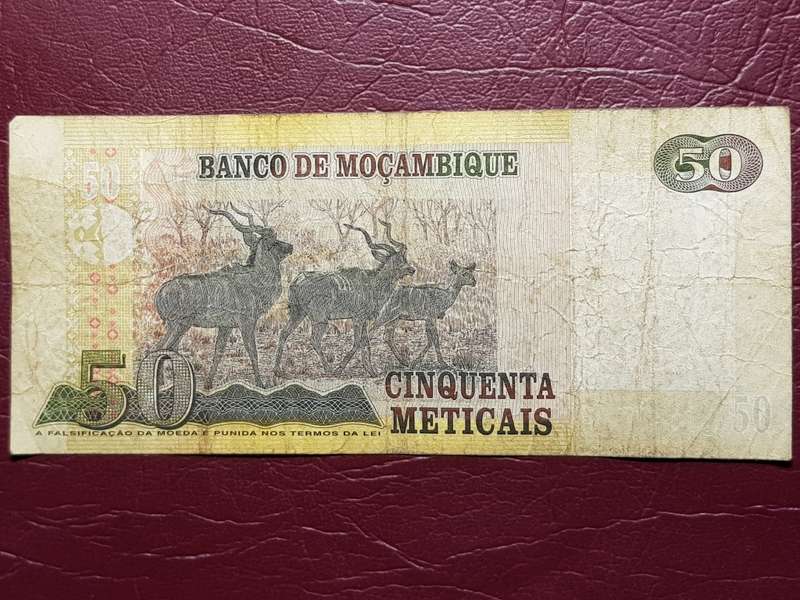 50
BANCO DE MOÇAMBIQUE
50
50
CINQUENTA
METICAIS
50
A FALSIFICAÇÃO DA MOEDA É PUNIDA NOS TERMOS DA LEI